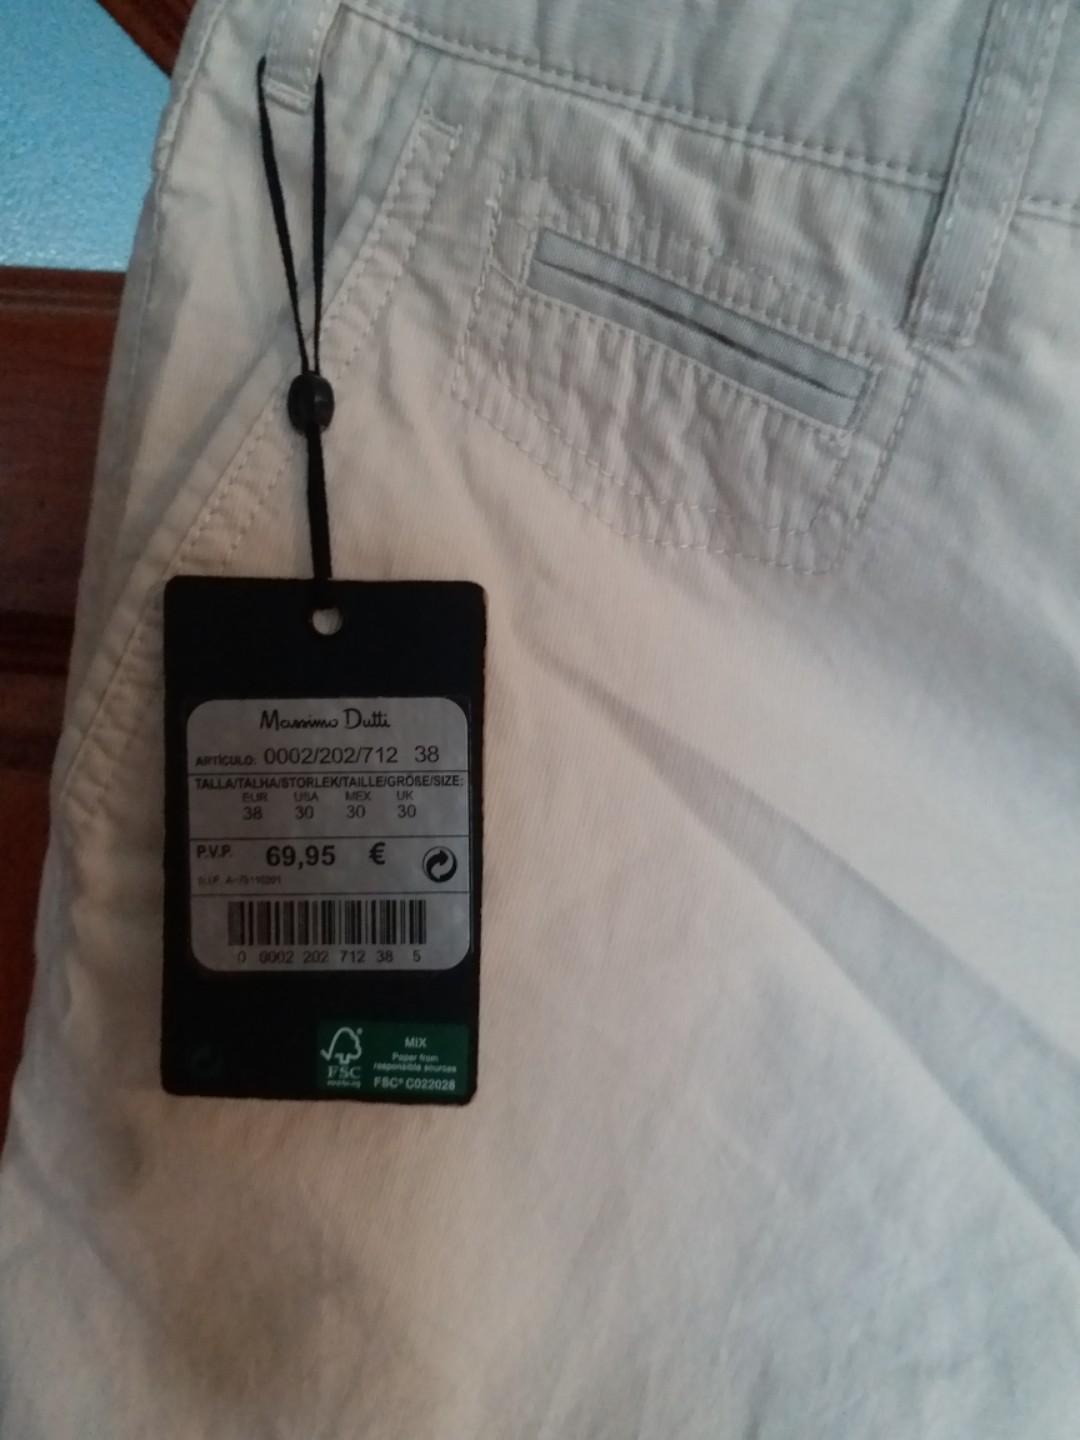 Massimo Dutti
ARTÍCULO: 0002/202/712 38
TALLA/TALHA/STORLEK/TAILLE/GRÖßE/SIZE:
EUR USA MEX UK
38 30 30 30
P.V.P. 69,95 €
0 0002 202 712 38 5
FSC®
MIX
Paper from
responsible sources
FSC® C022028